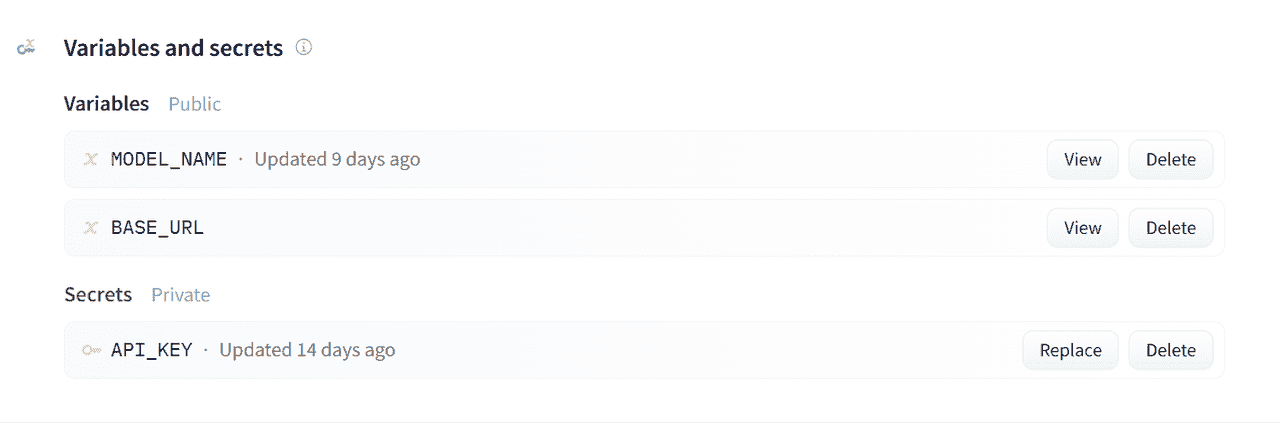 Variables and secrets
Variables Public
MODEL_NAME · Updated 9 days ago View Delete
BASE_URL View Delete
Secrets Private
API_KEY · Updated 14 days ago Replace Delete